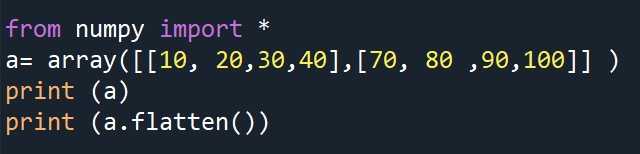 from numpy import *
a= array([[10, 20,30,40],[70, 80 ,90,100]] )
print (a)
print (a.flatten())